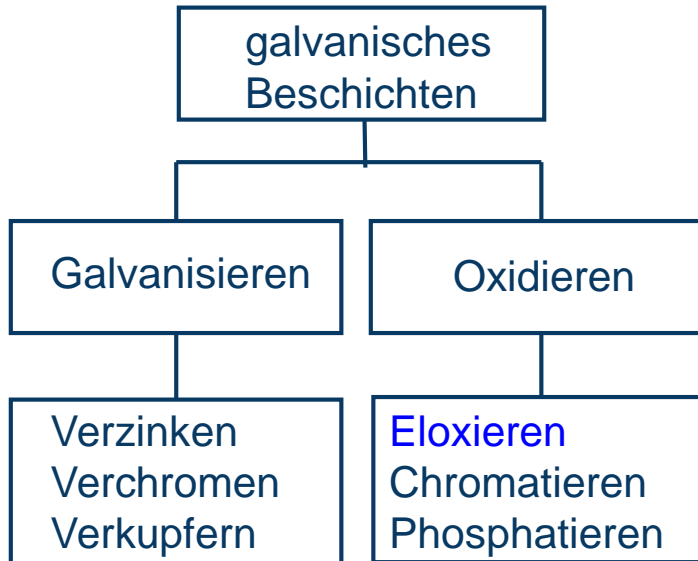 galvanisches
Beschichten
Galvanisieren
Oxidieren
Verzinken
Verchromen
Verkupfern
Eloxieren
Chromatieren
Phosphatieren